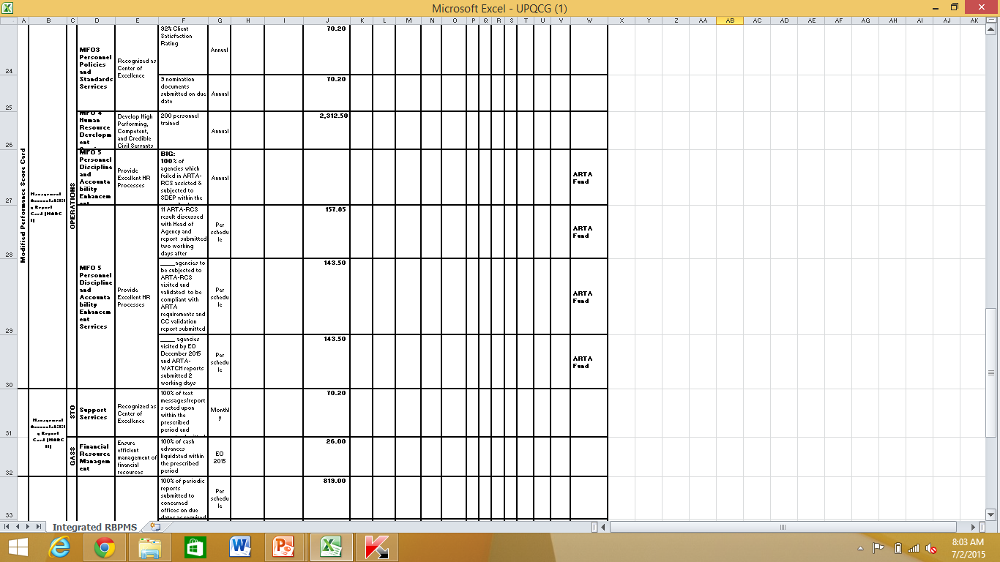 Microsoft Excel - UPQCG (1)
A B C D E F G H I J K L M N O P Q R S T U V W X Y Z AA AB AC AD AE AF AG AH AI AJ AK
Modified Performance Score Card
Management
Accountabilit
y Report
Card (MARC
I)
OPERATIONS
24
MFO3
Personnel
Policies
and
Standards
Services
Recognized as
Center of
Excellence
92% Client
Satisfaction
Rating
Annual
70.20
25
9 nomination
documents
submitted on due
date
Annual
70.20
26
MFO 4
Human
Resource
Developm
ent
Develop High
Performing,
Competent,
and Credible
Civil Servants
200 personnel
trained
Annual
2,312.50
27
MFO 5
Personnel
Discipline
and
Accounta
bility
Enhancem
Provide
Excellent HR
Processes
BIG:
100% of
agencies which
failed in ARTA-
RCS assisted &
subjected to
SDEP within the
Annual
ARTA
Fund
28
MFO 5
Personnel
Discipline
and
Accounta
bility
Enhancem
ent
Services
Provide
Excellent HR
Processes
11 ARTA-RCS
result discussed
with Head of
Agency and
report submitted
two working
days after
Per
schedu
le
157.85
ARTA
Fund
29
____agencies to
be subjected to
ARTA-RCS
visited and
validated to be
compliant with
ARTA
requirements and
CC validation
report submitted
Per
schedu
le
143.50
ARTA
Fund
30
____ agencies
visited by EO
December 2015
and ARTA-
WATCH reports
submitted 2
working days
Per
schedu
le
143.50
ARTA
Fund
31
Management
Accountabilit
y Report
Card (MARC
II)
STO
Support
Services
Recognized as
Center of
Excellence
100% of text
messages/report
s acted upon
within the
prescribed
period and
Monthl
y
70.20
32
GASS
Financial
Resource
Managem
ent
Ensure
efficient
management of
financial
resources
100% of cash
advances
liquidated within
the prescribed
period
EO
2015
26.00
33
100% of periodic
reports
submitted to
concerned
offices on due
dates as required
Per
schedu
le
819.00
Integrated RBPMS
8:03 AM
7/2/2015